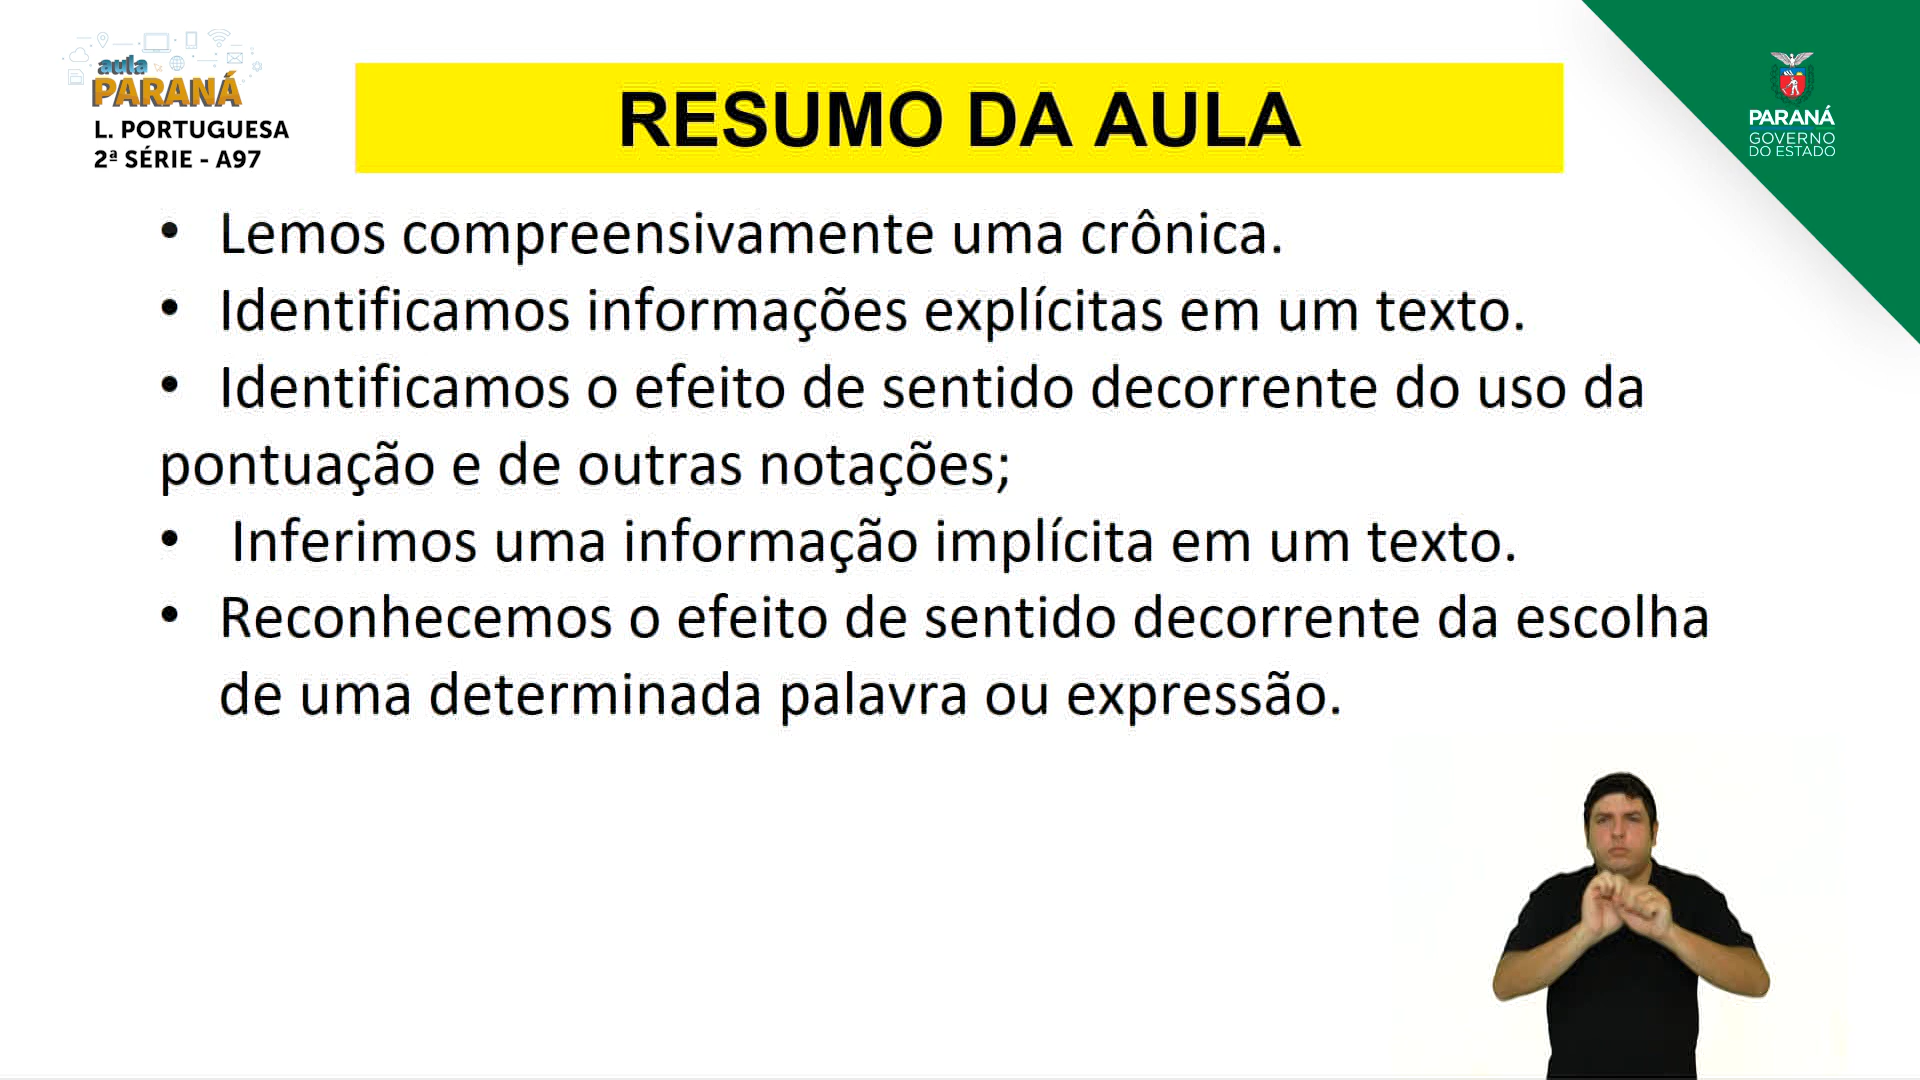 aula
PARANÁ
L. PORTUGUESA
2ª SÉRIE - A97
RESUMO DA AULA
PARANÁ
GOVERNO
DO ESTADO
• Lemos compreensivamente uma crônica.
• Identificamos informações explícitas em um texto.
• Identificamos o efeito de sentido decorrente do uso da
pontuação e de outras notações;
• Inferimos uma informação implícita em um texto.
• Reconhecemos o efeito de sentido decorrente da escolha
de uma determinada palavra ou expressão.